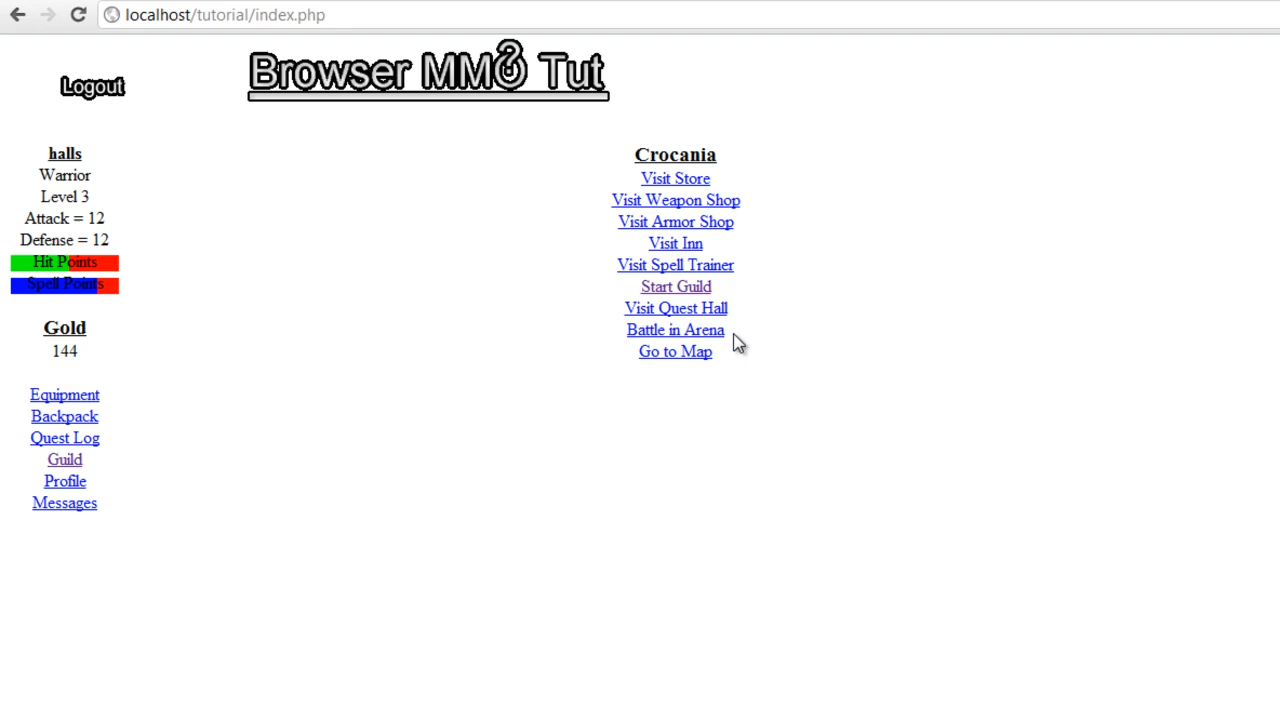 localhost/tutorial/index.php
Browser MMO Tut
Logout
halls
Warrior
Level 3
Attack = 12
Defense = 12
Hit Points
Spell Points
Gold
144
Equipment
Backpack
Quest Log
Guild
Profile
Messages
Crocania
Visit Store
Visit Weapon Shop
Visit Armor Shop
Visit Inn
Visit Spell Trainer
Start Guild
Visit Quest Hall
Battle in Arena
Go to Map